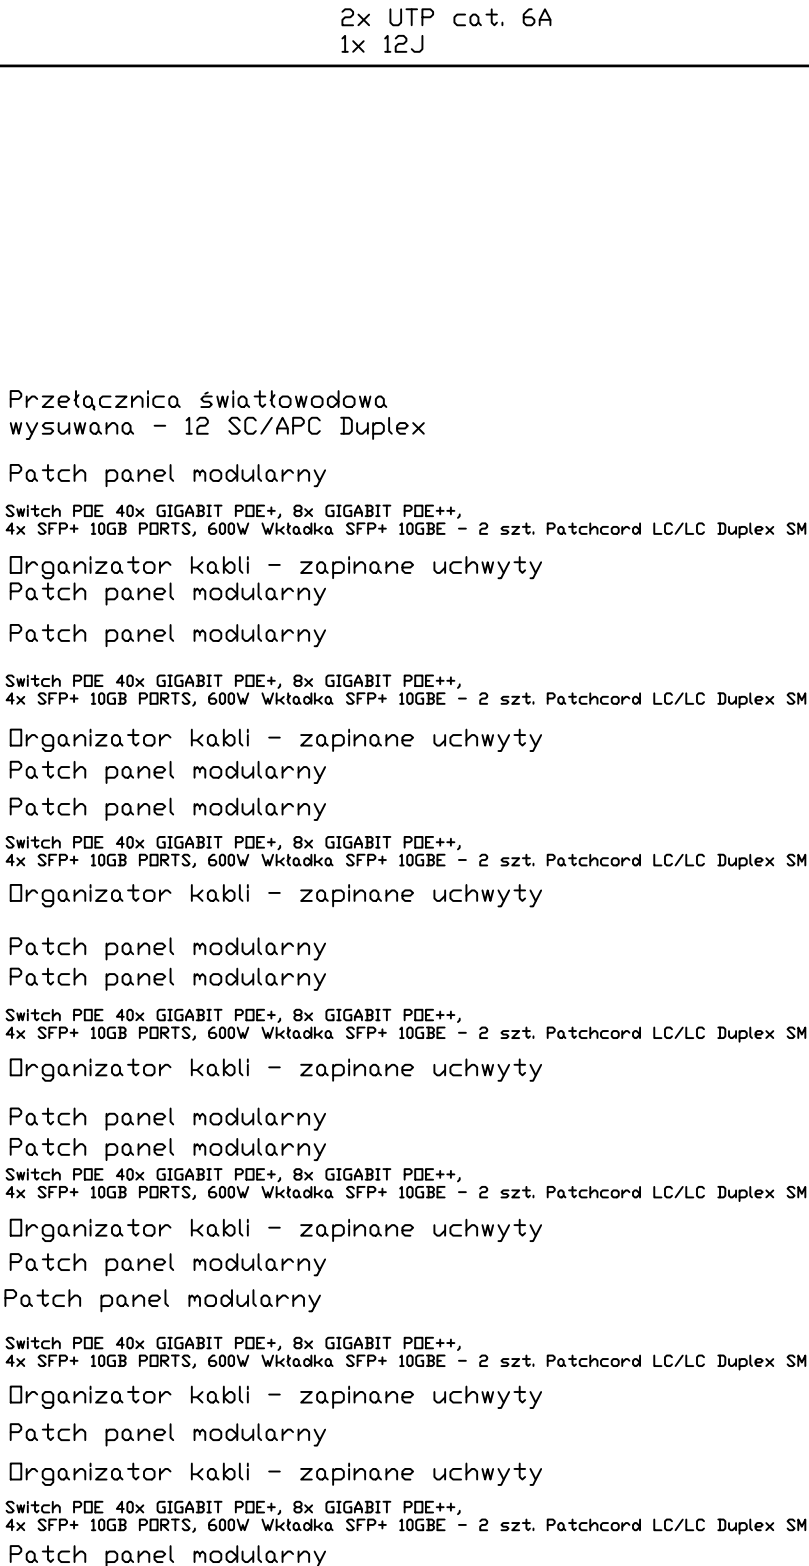 2x UTP cat. 6A
1x 12J
Przełącznica światłowodowa
wysuwana - 12 SC/APC Duplex
Patch panel modularny
Switch POE 40x GIGABIT POE+, 8x GIGABIT POE++,
4x SFP+ 10GB PORTS, 600W Wkładka SFP+ 10GBE - 2 szt. Patchcord LC/LC Duplex SM
Organizator kabli - zapinane uchwyty
Patch panel modularny
Patch panel modularny
Switch POE 40x GIGABIT POE+, 8x GIGABIT POE++,
4x SFP+ 10GB PORTS, 600W Wkładka SFP+ 10GBE - 2 szt. Patchcord LC/LC Duplex SM
Organizator kabli - zapinane uchwyty
Patch panel modularny
Patch panel modularny
Switch POE 40x GIGABIT POE+, 8x GIGABIT POE++,
4x SFP+ 10GB PORTS, 600W Wkładka SFP+ 10GBE - 2 szt. Patchcord LC/LC Duplex SM
Organizator kabli - zapinane uchwyty
Patch panel modularny
Patch panel modularny
Switch POE 40x GIGABIT POE+, 8x GIGABIT POE++,
4x SFP+ 10GB PORTS, 600W Wkładka SFP+ 10GBE - 2 szt. Patchcord LC/LC Duplex SM
Organizator kabli - zapinane uchwyty
Patch panel modularny
Patch panel modularny
Switch POE 40x GIGABIT POE+, 8x GIGABIT POE++,
4x SFP+ 10GB PORTS, 600W Wkładka SFP+ 10GBE - 2 szt. Patchcord LC/LC Duplex SM
Organizator kabli - zapinane uchwyty
Patch panel modularny
Patch panel modularny
Switch POE 40x GIGABIT POE+, 8x GIGABIT POE++,
4x SFP+ 10GB PORTS, 600W Wkładka SFP+ 10GBE - 2 szt. Patchcord LC/LC Duplex SM
Organizator kabli - zapinane uchwyty
Patch panel modularny
Organizator kabli - zapinane uchwyty
Switch POE 40x GIGABIT POE+, 8x GIGABIT POE++,
4x SFP+ 10GB PORTS, 600W Wkładka SFP+ 10GBE - 2 szt. Patchcord LC/LC Duplex SM
Patch panel modularny